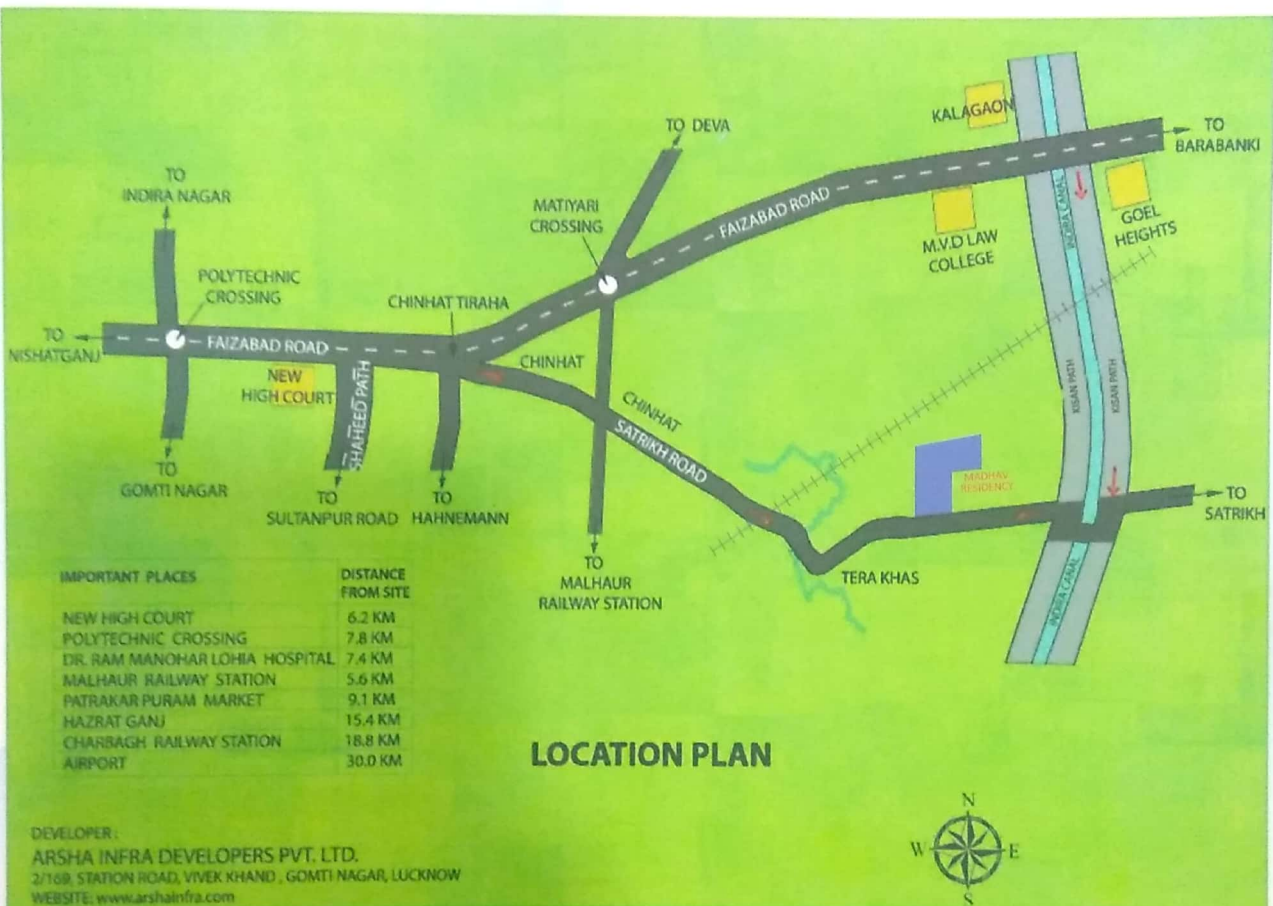 KALAGAON
TO
BARABANKI
TO DEVA
TO
INDIRA NAGAR
MATIYARI
CROSSING
FAIZABAD ROAD
INDIRA CANAL
GOEL
HEIGHTS
M.V.D LAW
COLLEGE
POLYTECHNIC
CROSSING
CHINHAT TIRAHA
TO
NISHATGANJ
FAIZABAD ROAD
CHINHAT
NEW
HIGH COURT
SHAHEED PATH
CHINHAT
SATRIKH ROAD
KISAN PATH
KISAN PATH
TO
GOMTI NAGAR
TO
SULTANPUR ROAD
TO
HAHNEMANN
MADHAV
RESIDENCY
TO
SATRIKH
TO
MALHAUR
RAILWAY STATION
TERA KHAS
INDIRA CANAL
IMPORTANT PLACES DISTANCE
FROM SITE
NEW HIGH COURT 6.2 KM
POLYTECHNIC CROSSING 7.8 KM
DR. RAM MANOHAR LOHIA HOSPITAL 7.4 KM
MALHAUR RAILWAY STATION 5.6 KM
PATRAKAR PURAM MARKET 9.1 KM
HAZRAT GANJ 15.4 KM
CHARBAGH RAILWAY STATION 18.8 KM
AIRPORT 30.0 KM
LOCATION PLAN
N
W E
S
DEVELOPER :
ARSHA INFRA DEVELOPERS PVT. LTD.
2/169, STATION ROAD, VIVEK KHAND , GOMTI NAGAR, LUCKNOW
WEBSITE: www.arshainfra.com